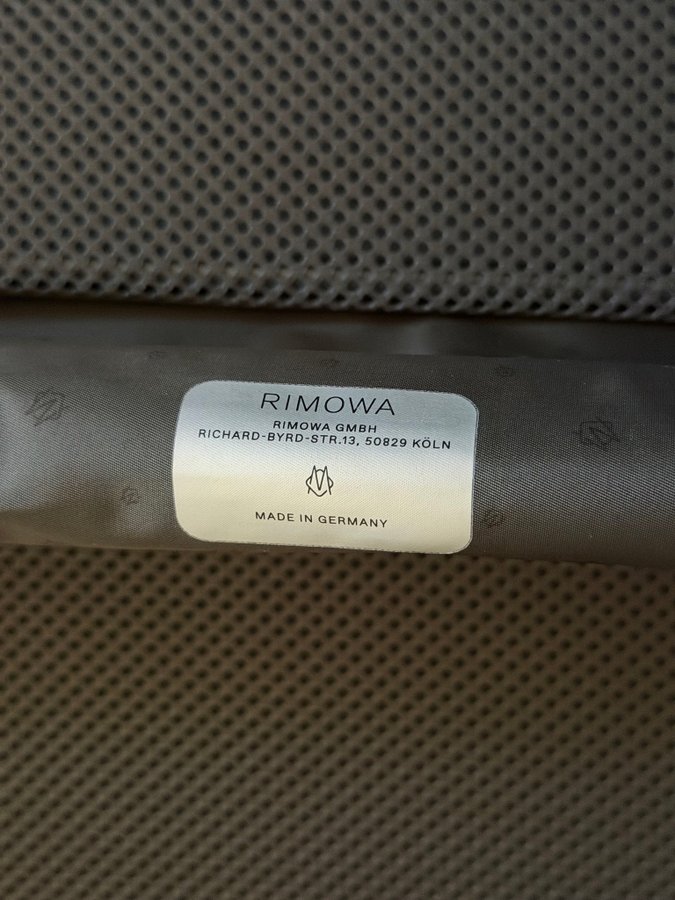 RIMOWA
RIMOWA GMBH
RICHARD-BYRD-STR.13, 50829 KÖLN
MADE IN GERMANY